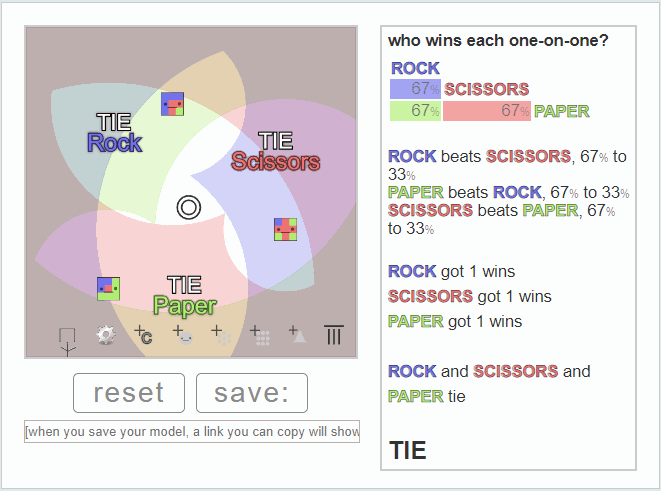 TIE
Rock
TIE
Scissors
TIE
Paper
+C
+
+
+
+
reset
save:
[when you save your model, a link you can copy will show
who wins each one-on-one?
ROCK
67% SCISSORS
67% 67% PAPER
ROCK beats SCISSORS, 67% to
33%
PAPER beats ROCK, 67% to 33%
SCISSORS beats PAPER, 67%
to 33%
ROCK got 1 wins
SCISSORS got 1 wins
PAPER got 1 wins
ROCK and SCISSORS and
PAPER tie
TIE